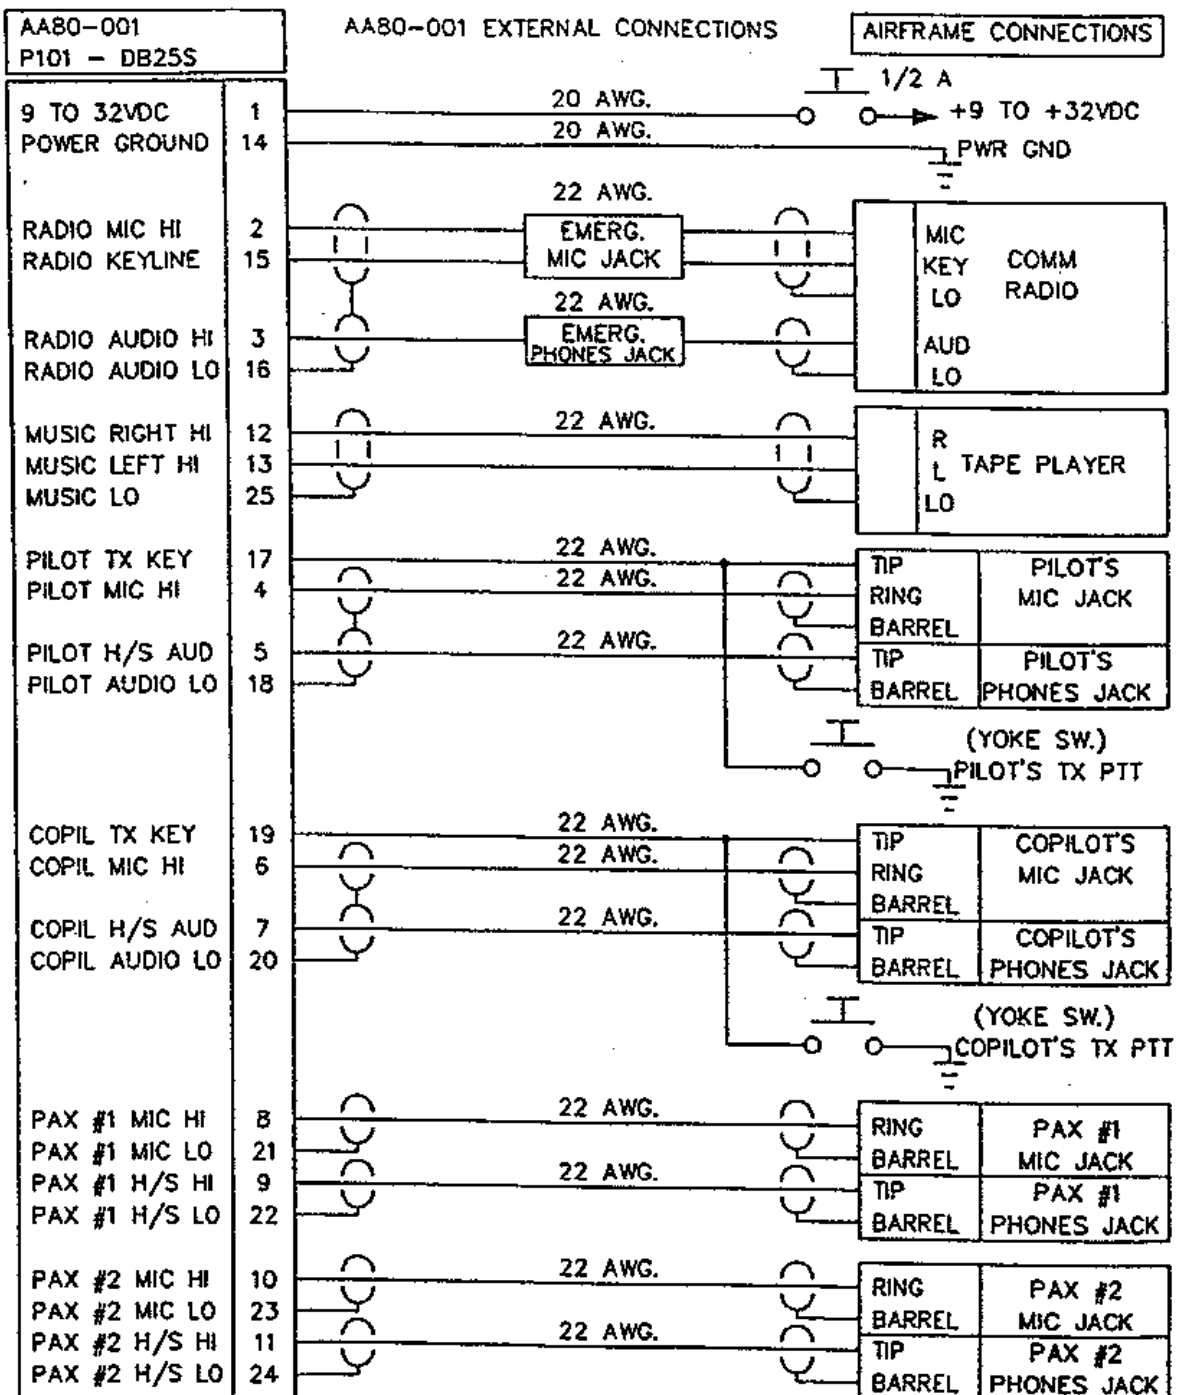 AA80-001
P101 - DB25S
AA80-001 EXTERNAL CONNECTIONS
AIRFRAME CONNECTIONS
1/2 A
9 TO 32VDC 1 20 AWG. +9 TO +32VDC
POWER GROUND 14 20 AWG. PWR GND
22 AWG.
RADIO MIC HI 2 EMERG. MIC
RADIO KEYLINE 15 MIC JACK KEY COMM
LO RADIO
22 AWG.
RADIO AUDIO HI 3 EMERG. AUD
PHONES JACK
RADIO AUDIO LO 16 LO
MUSIC RIGHT HI 12 22 AWG. R
MUSIC LEFT HI 13 L TAPE PLAYER
MUSIC LO 25 LO
PILOT TX KEY 17 22 AWG. TIP PILOT'S
PILOT MIC HI 4 22 AWG. RING MIC JACK
BARREL
PILOT H/S AUD 5 22 AWG. TIP PILOT'S
PILOT AUDIO LO 18 BARREL PHONES JACK
(YOKE SW.)
PILOT'S TX PTT
COPIL TX KEY 19 22 AWG. TIP COPILOT'S
COPIL MIC HI 6 22 AWG. RING MIC JACK
BARREL
COPIL H/S AUD 7 22 AWG. TIP COPILOT'S
COPIL AUDIO LO 20 BARREL PHONES JACK
(YOKE SW.)
COPILOT'S TX PTT
PAX #1 MIC HI 8 22 AWG. RING PAX #1
PAX #1 MIC LO 21 BARREL MIC JACK
PAX #1 H/S HI 9 22 AWG. TIP PAX #1
PAX #1 H/S LO 22 BARREL PHONES JACK
PAX #2 MIC HI 10 22 AWG. RING PAX #2
PAX #2 MIC LO 23 BARREL MIC JACK
PAX #2 H/S HI 11 22 AWG. TIP PAX #2
PAX #2 H/S LO 24 BARREL PHONES JACK